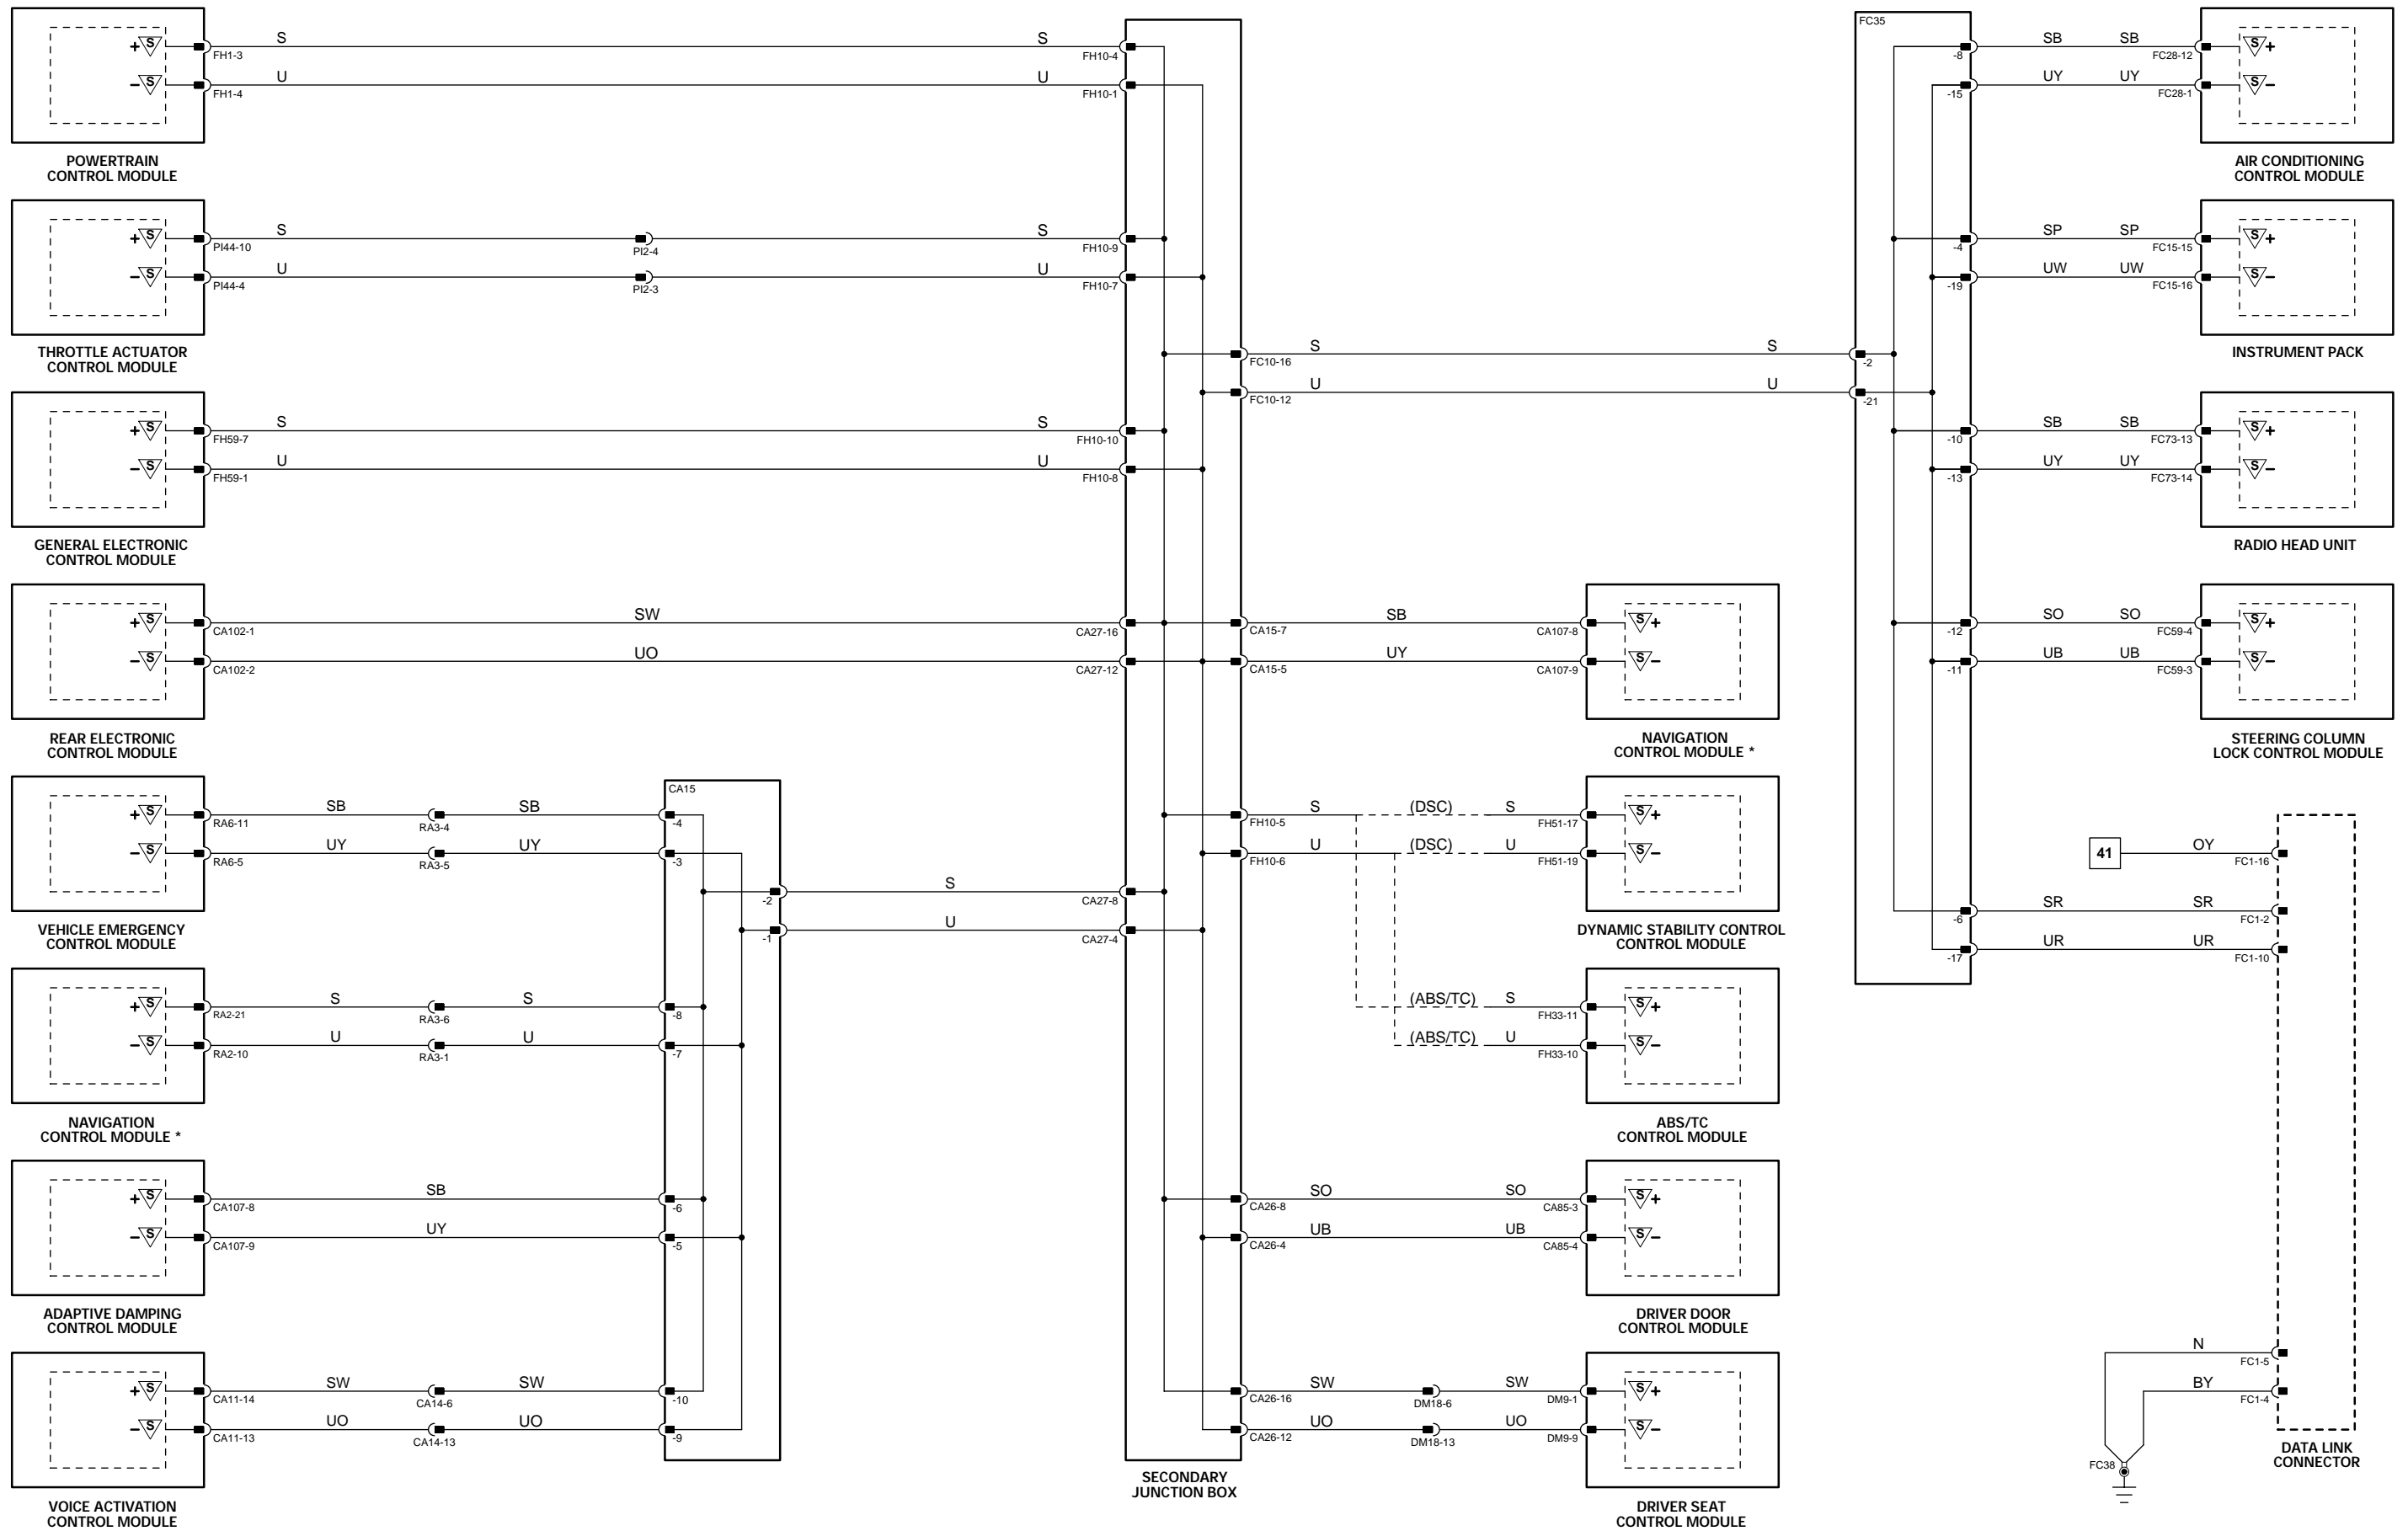 S
S
+ S
FH1-3
FH10-4
U
U
- S
FH1-4
FH10-1
POWERTRAIN
CONTROL MODULE
S
S
+ S
PI44-10
PI2-4
FH10-9
U
U
- S
PI44-4
PI2-3
FH10-7
THROTTLE ACTUATOR
CONTROL MODULE
S
S
+ S
FH59-7
FH10-10
U
U
- S
FH59-1
FH10-8
GENERAL ELECTRONIC
CONTROL MODULE
SW
+ S
CA102-1
CA27-16
UO
- S
CA102-2
CA27-12
REAR ELECTRONIC
CONTROL MODULE
CA15
SB
SB
+ S
RA6-11
RA3-4
-4
UY
UY
- S
RA6-5
RA3-5
-3
VEHICLE EMERGENCY
CONTROL MODULE
S
-2
CA27-8
U
-1
CA27-4
S
S
+ S
RA2-21
RA3-6
-8
U
U
- S
RA2-10
RA3-1
-7
NAVIGATION
CONTROL MODULE *
SB
+ S
CA107-8
-6
UY
- S
CA107-9
-5
ADAPTIVE DAMPING
CONTROL MODULE
SW
SW
+ S
CA11-14
CA14-6
-10
UO
UO
- S
CA11-13
CA14-13
-9
VOICE ACTIVATION
CONTROL MODULE
SECONDARY
JUNCTION BOX
S
S
FC10-16
-2
U
U
FC10-12
-21
SB
S +
CA15-7
CA107-8
UY
S -
CA15-5
CA107-9
NAVIGATION
CONTROL MODULE *
S
(DSC)
S
S +
FH10-5
FH51-17
U
(DSC)
U
S -
FH10-6
FH51-19
DYNAMIC STABILITY CONTROL
CONTROL MODULE
(ABS/TC)
S
S +
FH33-11
(ABS/TC)
U
S -
FH33-10
ABS/TC
CONTROL MODULE
SO
SO
S +
CA26-8
CA85-3
UB
UB
S -
CA26-4
CA85-4
DRIVER DOOR
CONTROL MODULE
SW
SW
S +
CA26-16
DM18-6
DM9-1
UO
UO
S -
CA26-12
DM18-13
DM9-9
DRIVER SEAT
CONTROL MODULE
FC35
SB
SB
S +
-8
FC28-12
UY
UY
S -
-15
FC28-1
AIR CONDITIONING
CONTROL MODULE
SP
SP
S +
-4
FC15-15
UW
UW
S -
-19
FC15-16
INSTRUMENT PACK
SB
SB
S +
-10
FC73-13
UY
UY
S -
-13
FC73-14
RADIO HEAD UNIT
SO
SO
S +
-12
FC59-4
UB
UB
S -
-11
FC59-3
STEERING COLUMN
LOCK CONTROL MODULE
41
OY
FC1-16
SR
SR
-6
FC1-2
UR
UR
-17
FC1-10
N
FC1-5
BY
FC1-4
FC38
DATA LINK
CONNECTOR